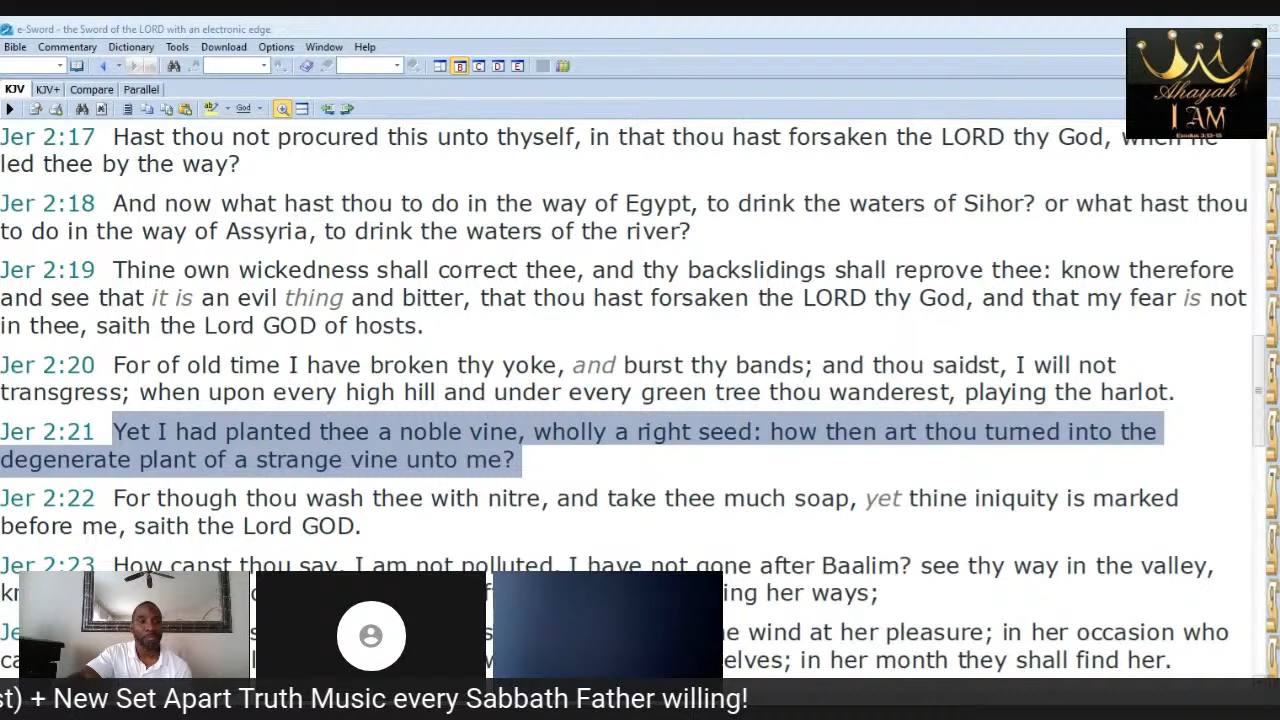 e-Sword - the Sword of the LORD with an electronic edge
Bible Commentary Dictionary Tools Download Options Window Help
B C D E
KJV KJV+ Compare Parallel
God
Ahayah
I AM
Exodus 3:13-15
Jer 2:17 Hast thou not procured this unto thyself, in that thou hast forsaken the LORD thy God, when he
led thee by the way?
Jer 2:18 And now what hast thou to do in the way of Egypt, to drink the waters of Sihor? or what hast thou
to do in the way of Assyria, to drink the waters of the river?
Jer 2:19 Thine own wickedness shall correct thee, and thy backslidings shall reprove thee: know therefore
and see that it is an evil thing and bitter, that thou hast forsaken the LORD thy God, and that my fear is not
in thee, saith the Lord GOD of hosts.
Jer 2:20 For of old time I have broken thy yoke, and burst thy bands; and thou saidst, I will not
transgress; when upon every high hill and under every green tree thou wanderest, playing the harlot.
Jer 2:21 Yet I had planted thee a noble vine, wholly a right seed: how then art thou turned into the
degenerate plant of a strange vine unto me?
Jer 2:22 For though thou wash thee with nitre, and take thee much soap, yet thine iniquity is marked
before me, saith the Lord GOD.
Jer 2:23 How canst thou say, I am not polluted, I have not gone after Baalim? see thy way in the valley,
her ways;
wind at her pleasure; in her occasion who
in her month they shall find her.
st) + New Set Apart Truth Music every Sabbath Father willing!